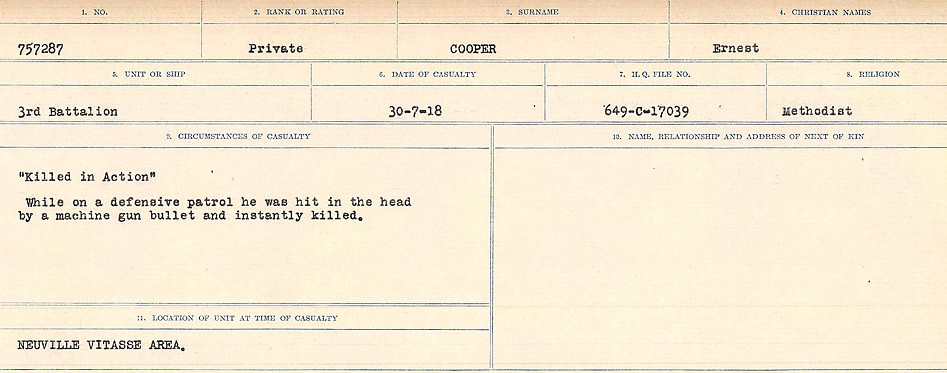 1. NO. 2. RANK OR RATING 3. SURNAME 4. CHRISTIAN NAMES
757287 Private COOPER Ernest
5. UNIT OR SHIP 6. DATE OF CASUALTY 7. H.Q. FILE NO. 8. RELIGION
3rd Battalion 30-7-18 649-C-17039 Methodist
9. CIRCUMSTANCES OF CASUALTY
"Killed in Action"
While on a defensive patrol he was hit in the head
by a machine gun bullet and instantly killed.
10. NAME, RELATIONSHIP AND ADDRESS OF NEXT OF KIN
11. LOCATION OF UNIT AT TIME OF CASUALTY
NEUVILLE VITASSE AREA.